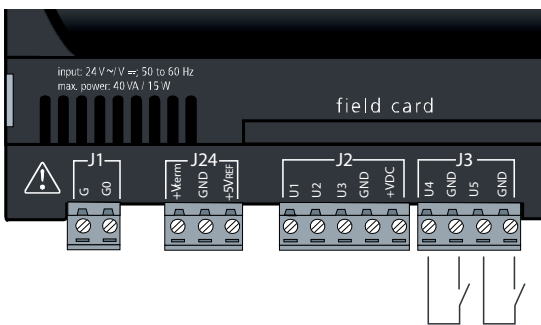 input: 24 V ~/ V ⎓; 50 to 60 Hz
max. power: 40 VA / 15 W
field card
J1
J24
J2
J3
G
G0
+Vterm
GND
+5VREF
U1
U2
U3
GND
+VDC
U4
GND
U5
GND